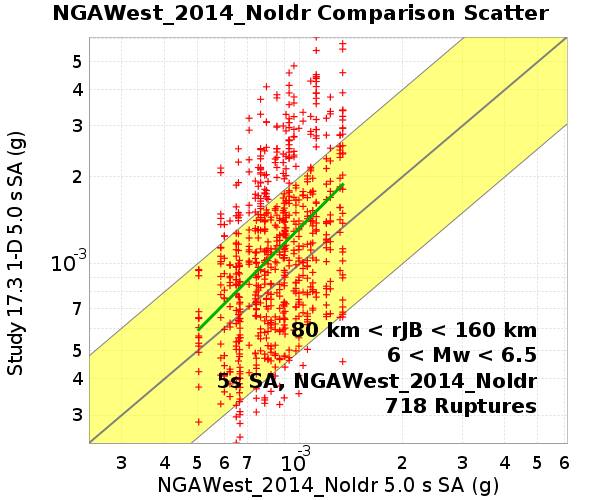 NGAWest_2014_NoIdr Comparison Scatter
Study 17.3 1-D 5.0 s SA (g)
5
4
3
2
10-3
7
5
4
3
80 km < rJB < 160 km
6 < Mw < 6.5
5s SA, NGAWest_2014_NoIdr
718 Ruptures
3 4 5 6 7 10-3 2 3 4 5 6
NGAWest_2014_NoIdr 5.0 s SA (g)